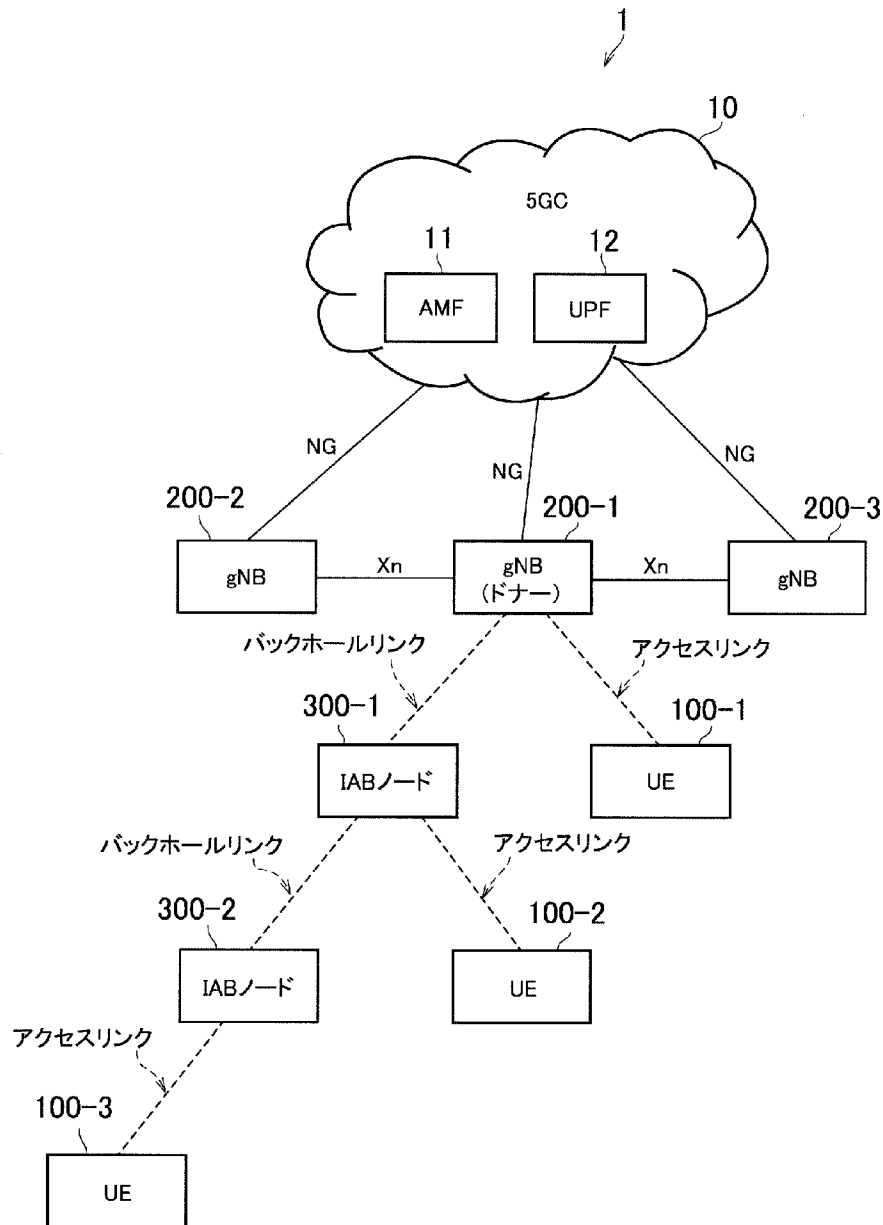 1
10
5GC
11
12
AMF
UPF
NG
NG
NG
200-2
200-1
200-3
gNB
Xn
gNB
(ドナー)
Xn
gNB
バックホールリンク
アクセスリンク
300-1
100-1
IABノード
UE
バックホールリンク
アクセスリンク
300-2
100-2
IABノード
UE
アクセスリンク
100-3
UE